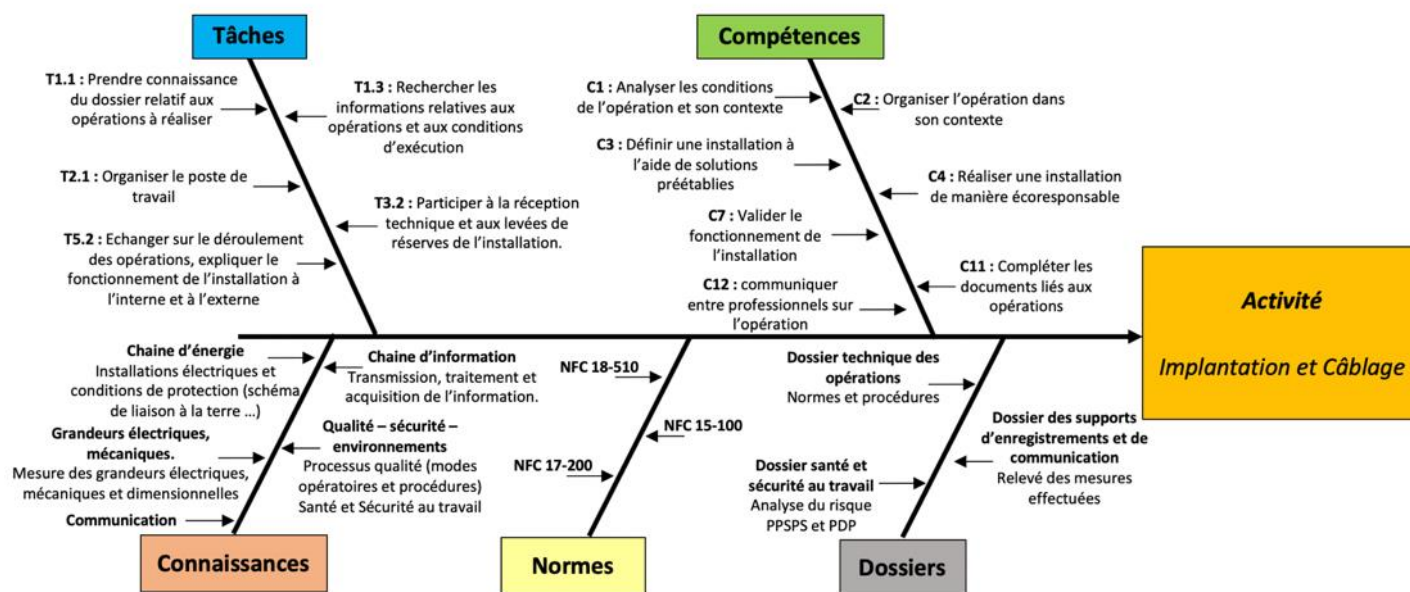 Tâches
T1.1 : Prendre connaissance
du dossier relatif aux
opérations à réaliser
T1.3 : Rechercher les
informations relatives aux
opérations et aux conditions
d’exécution
T2.1 : Organiser le poste de
travail
T3.2 : Participer à la réception
technique et aux levées de
réserves de l’installation.
T5.2 : Echanger sur le déroulement
des opérations, expliquer le
fonctionnement de l’installation à
l’interne et à l’externe
Compétences
C1 : Analyser les conditions
de l’opération et son contexte
C2 : Organiser l’opération dans
son contexte
C3 : Définir une installation à
l’aide de solutions
préétablies
C4 : Réaliser une installation
de manière écoresponsable
C7 : Valider le
fonctionnement de
l’installation
C11 : Compléter les
documents liés aux
opérations
C12 : communiquer
entre professionnels sur
l’opération
Activité
Implantation et Câblage
Chaine d’énergie
Installations électriques et
conditions de protection (schéma
de liaison à la terre ...)
Chaine d’information
Transmission, traitement et
acquisition de l’information.
Grandeurs électriques,
mécaniques.
Mesure des grandeurs électriques,
mécaniques et dimensionnelles
Qualité – sécurité –
environnements
Processus qualité (modes
opératoires et procédures)
Santé et Sécurité au travail
Communication
Connaissances
NFC 18-510
NFC 15-100
NFC 17-200
Normes
Dossier technique des
opérations
Normes et procédures
Dossier des supports
d’enregistrements et de
communication
Relevé des mesures
effectuées
Dossier santé et
sécurité au travail
Analyse du risque
PPSPS et PDP
Dossiers